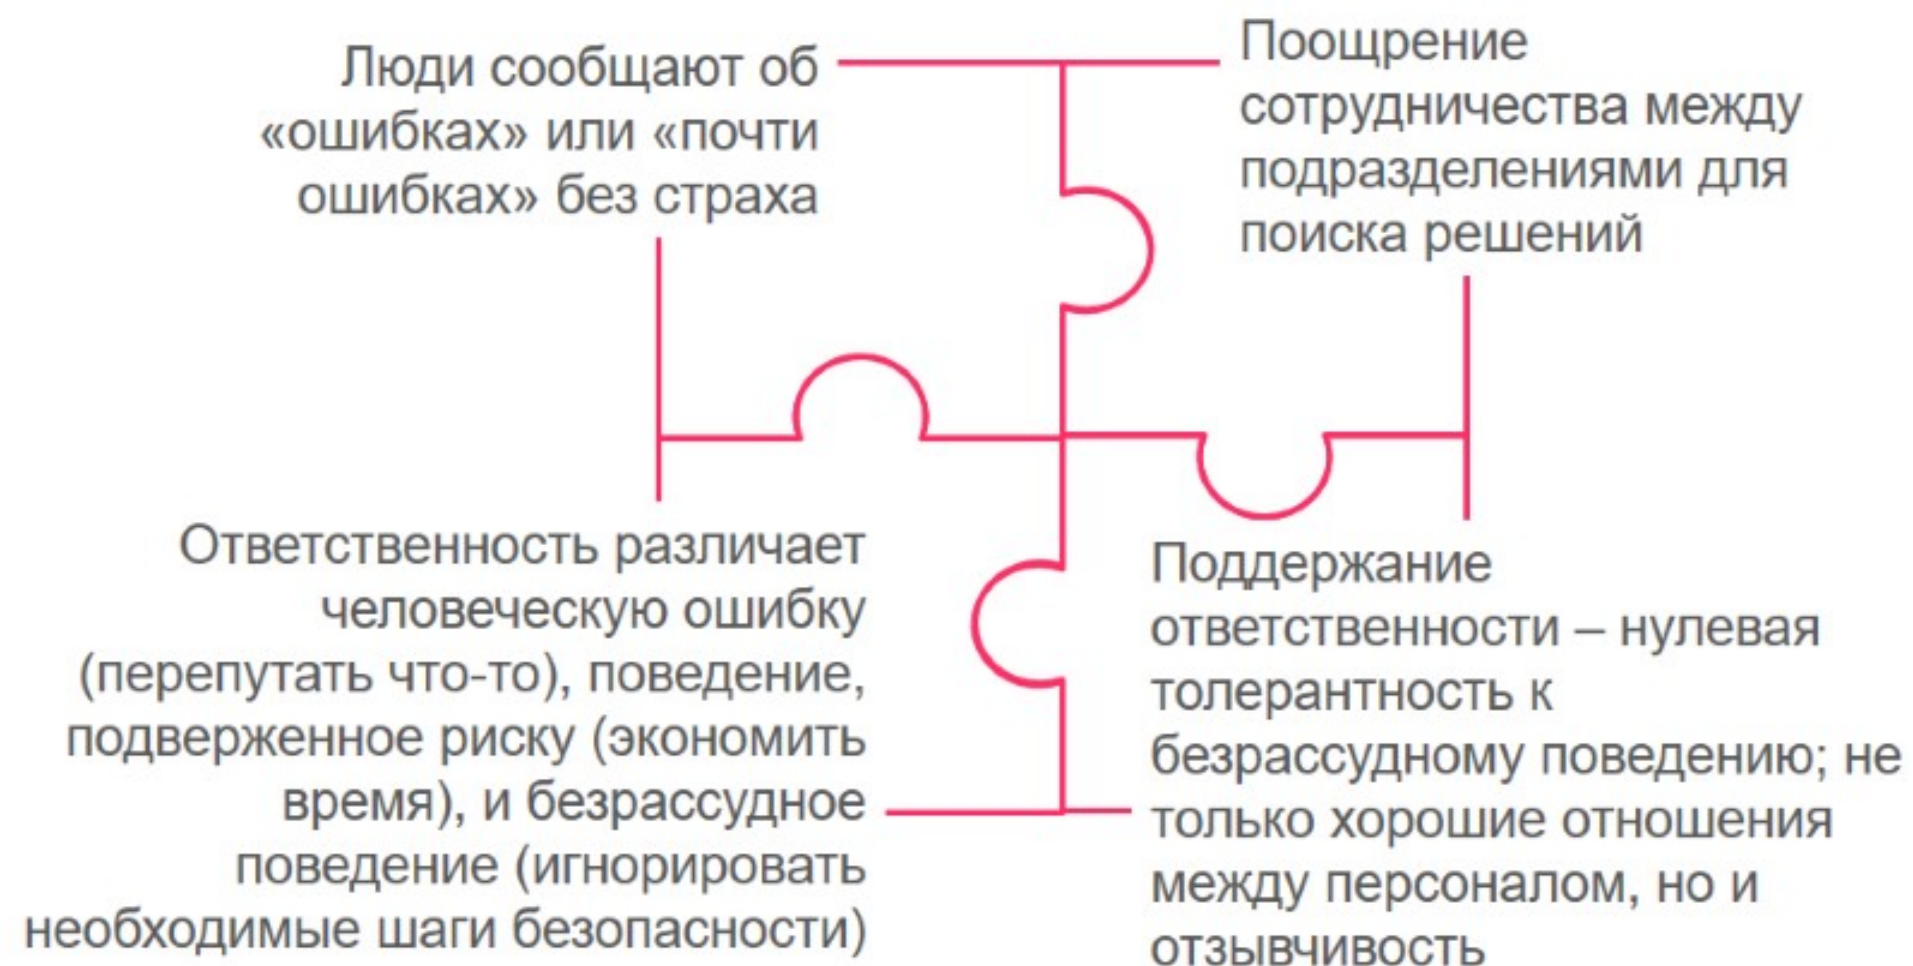 Люди сообщают об
«ошибках» или «почти
ошибках» без страха
Поощрение
сотрудничества между
подразделениями для
поиска решений
Ответственность различает
человеческую ошибку
(перепутать что-то), поведение,
подверженное риску (экономить
время), и безрассудное
поведение (игнорировать
необходимые шаги безопасности)
Поддержание
ответственности – нулевая
толерантность к
безрассудному поведению; не
только хорошие отношения
между персоналом, но и
отзывчивость